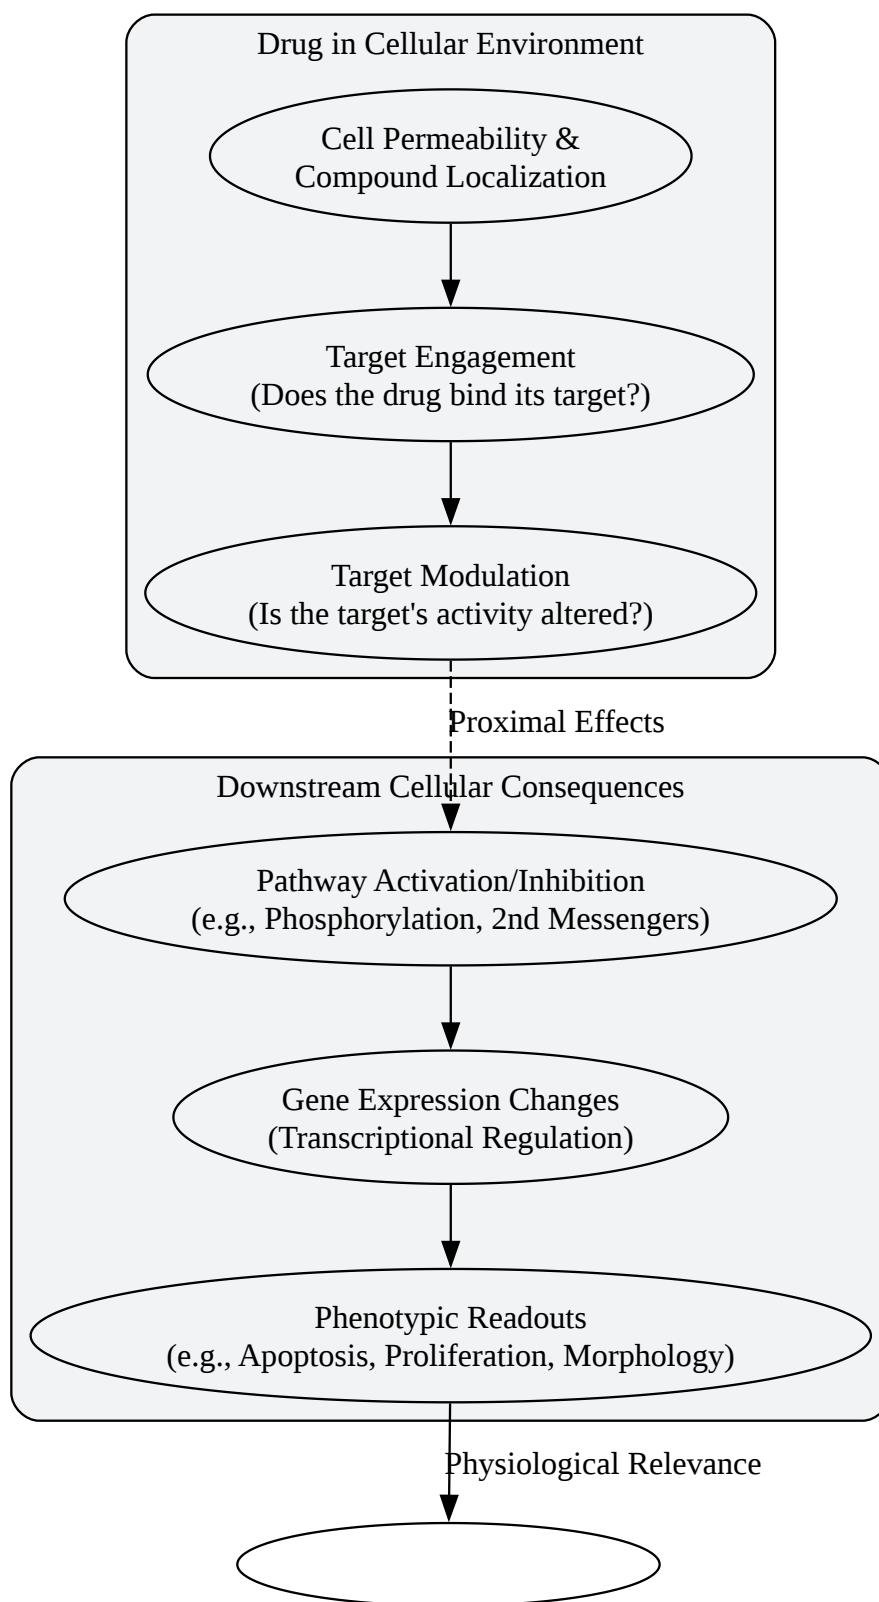 Drug in Cellular Environment
Cell Permeability &
Compound Localization
Target Engagement
(Does the drug bind its target?)
Target Modulation
(Is the target's activity altered?)
Proximal Effects
Downstream Cellular Consequences
Pathway Activation/Inhibition
(e.g., Phosphorylation, 2nd Messengers)
Gene Expression Changes
(Transcriptional Regulation)
Phenotypic Readouts
(e.g., Apoptosis, Proliferation, Morphology)
Physiological Relevance